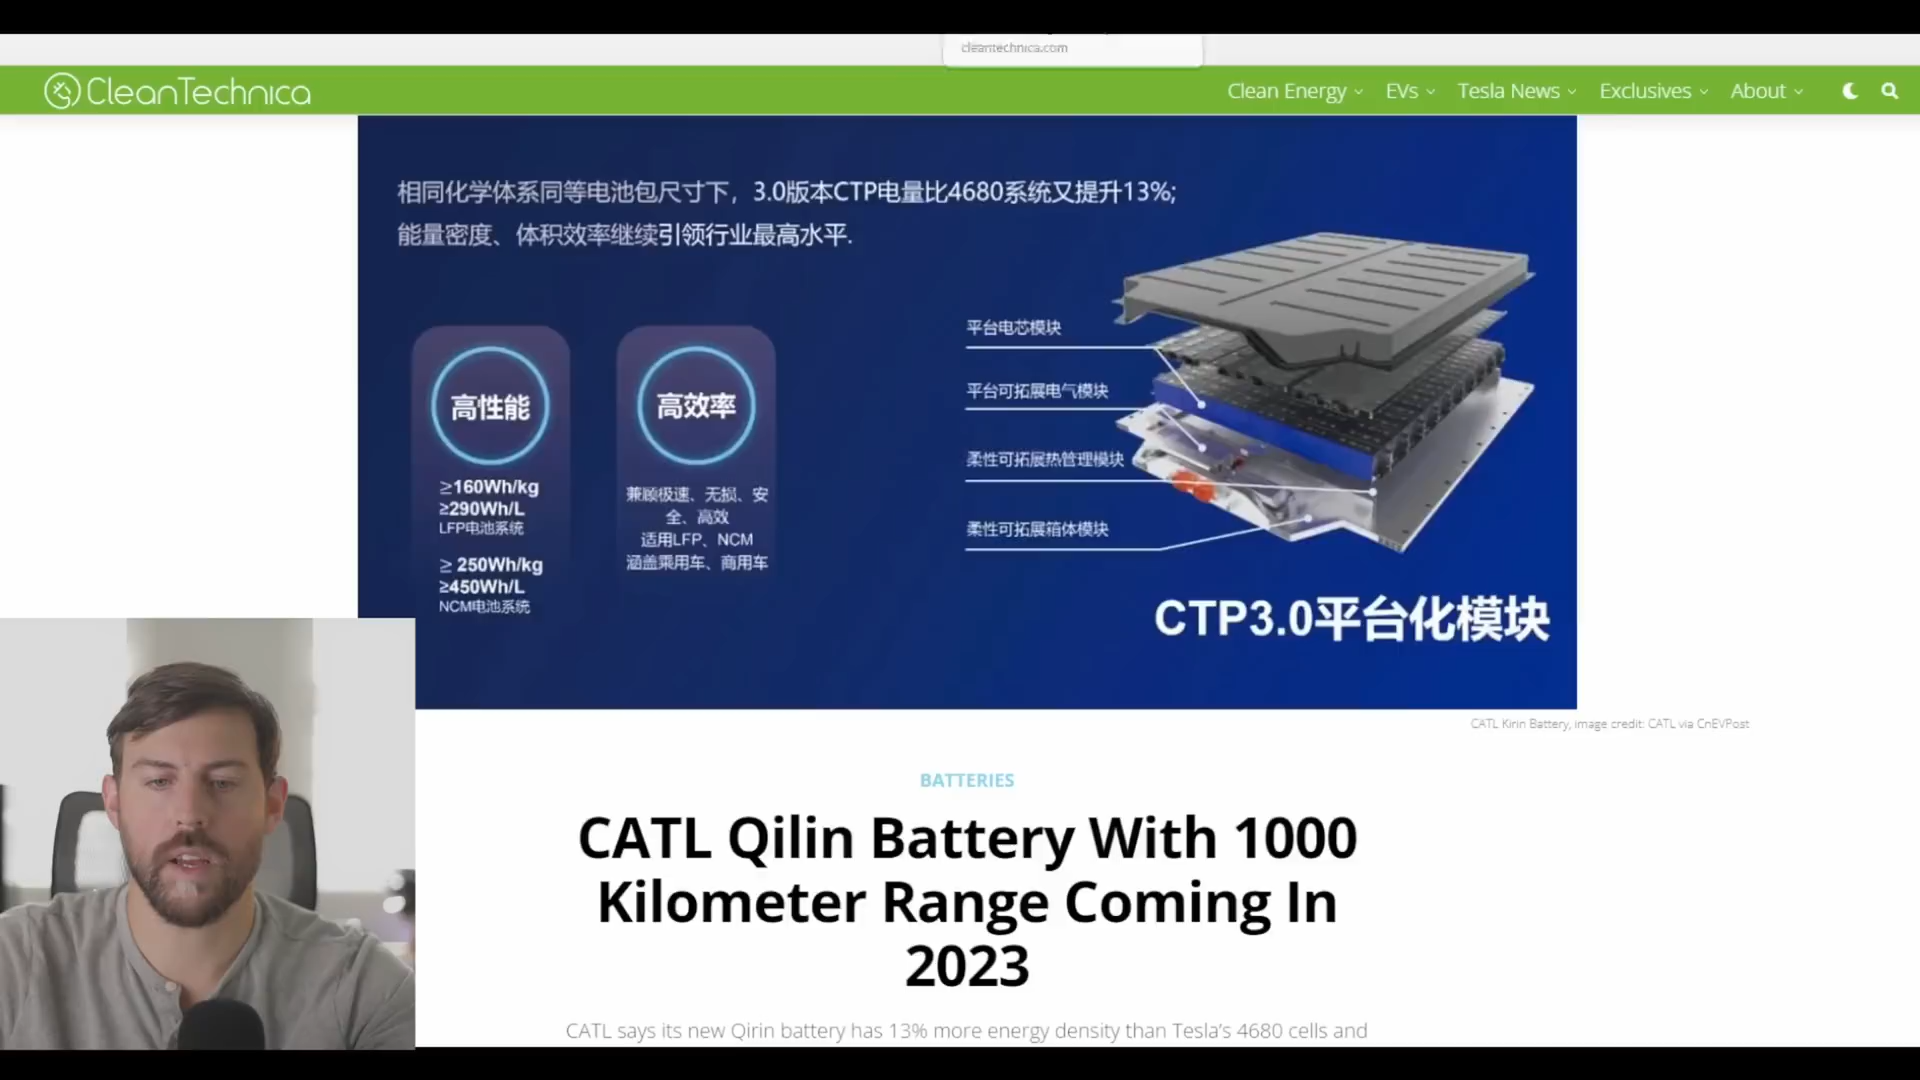 cleantechnica.com
CleanTechnica
Clean Energy EVs Tesla News Exclusives About
相同化学体系同等电池包尺寸下，3.0版本CTP电量比4680系统又提升13%;
能量密度、体积效率继续引领行业最高水平.
高性能
≥160Wh/kg
≥290Wh/L
LFP电池系统
≥ 250Wh/kg
≥450Wh/L
NCM电池系统
高效率
兼顾极速、无损、安
全、高效
适用LFP、NCM
涵盖乘用车、商用车
平台电芯模块
平台可拓展电气模块
柔性可拓展热管理模块
柔性可拓展箱体模块
CTP3.0平台化模块
CATL Kirin Battery, image credit: CATL via CnEVPost
BATTERIES
CATL Qilin Battery With 1000
Kilometer Range Coming In
2023
CATL says its new Qirin battery has 13% more energy density than Tesla's 4680 cells and